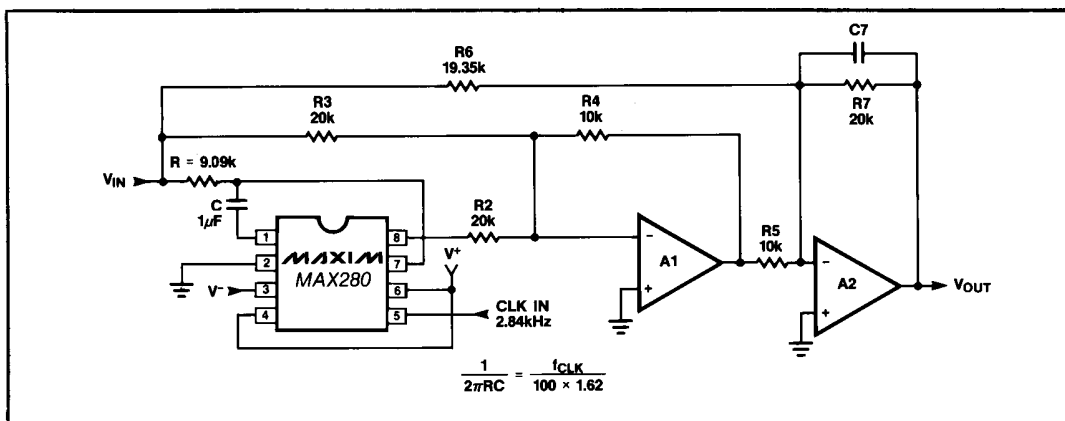 C7
R6
19.35k
R3
20k
R4
10k
R7
20k
R = 9.09k
VIN
C
1μF
R2
20k
1
8
MAXIM
MAX280
V+
2
7
A1
R5
10k
A2
VOUT
V-
3
6
4
5
CLK IN
2.84kHz
-
+
-
+
1/2πRC = fCLK/100 × 1.62